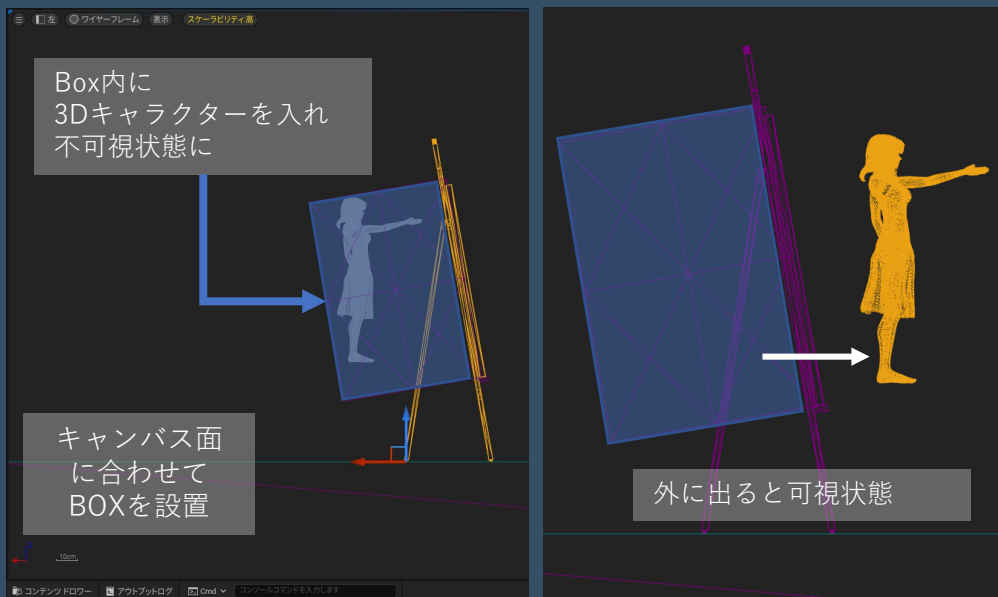 左
ワイヤーフレーム
表示
スケーラビリティ:高
Box内に
3Dキャラクターを入れ
不可視状態に
キャンバス面
に合わせて
BOXを設置
10cm
コンテンツドロワー
アウトプットログ
Cmd
コンソールコマンドを入力します
外に出ると可視状態